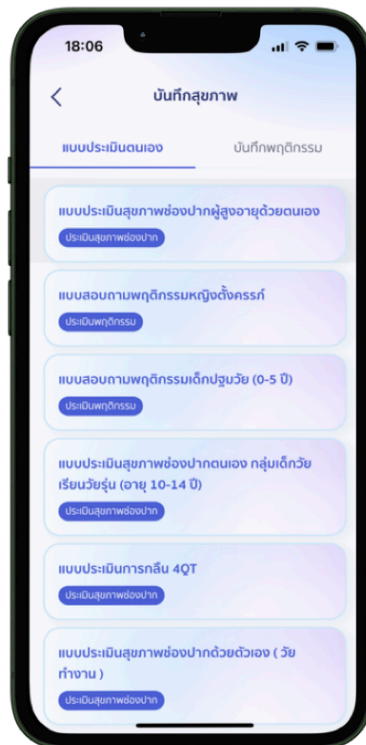 18:06
บันทึกสุขภาพ
แบบประเมินตนเอง
บันทึกพฤติกรรม
แบบประเมินสุขภาพช่องปากผู้สูงอายุด้วยตนเอง
ประเมินสุขภาพช่องปาก
แบบสอบถามพฤติกรรมหญิงตั้งครรภ์
ประเมินพฤติกรรม
แบบสอบถามพฤติกรรมเด็กปฐมวัย (0-5 ปี)
ประเมินพฤติกรรม
แบบประเมินสุขภาพช่องปากตนเอง กลุ่มเด็กวัย
เรียนวัยรุ่น (อายุ 10-14 ปี)
ประเมินสุขภาพช่องปาก
แบบประเมินการกลืน 4QT
ประเมินสุขภาพช่องปาก
แบบประเมินสุขภาพช่องปากด้วยตัวเอง ( วัย
ทำงาน )
ประเมินสุขภาพช่องปาก